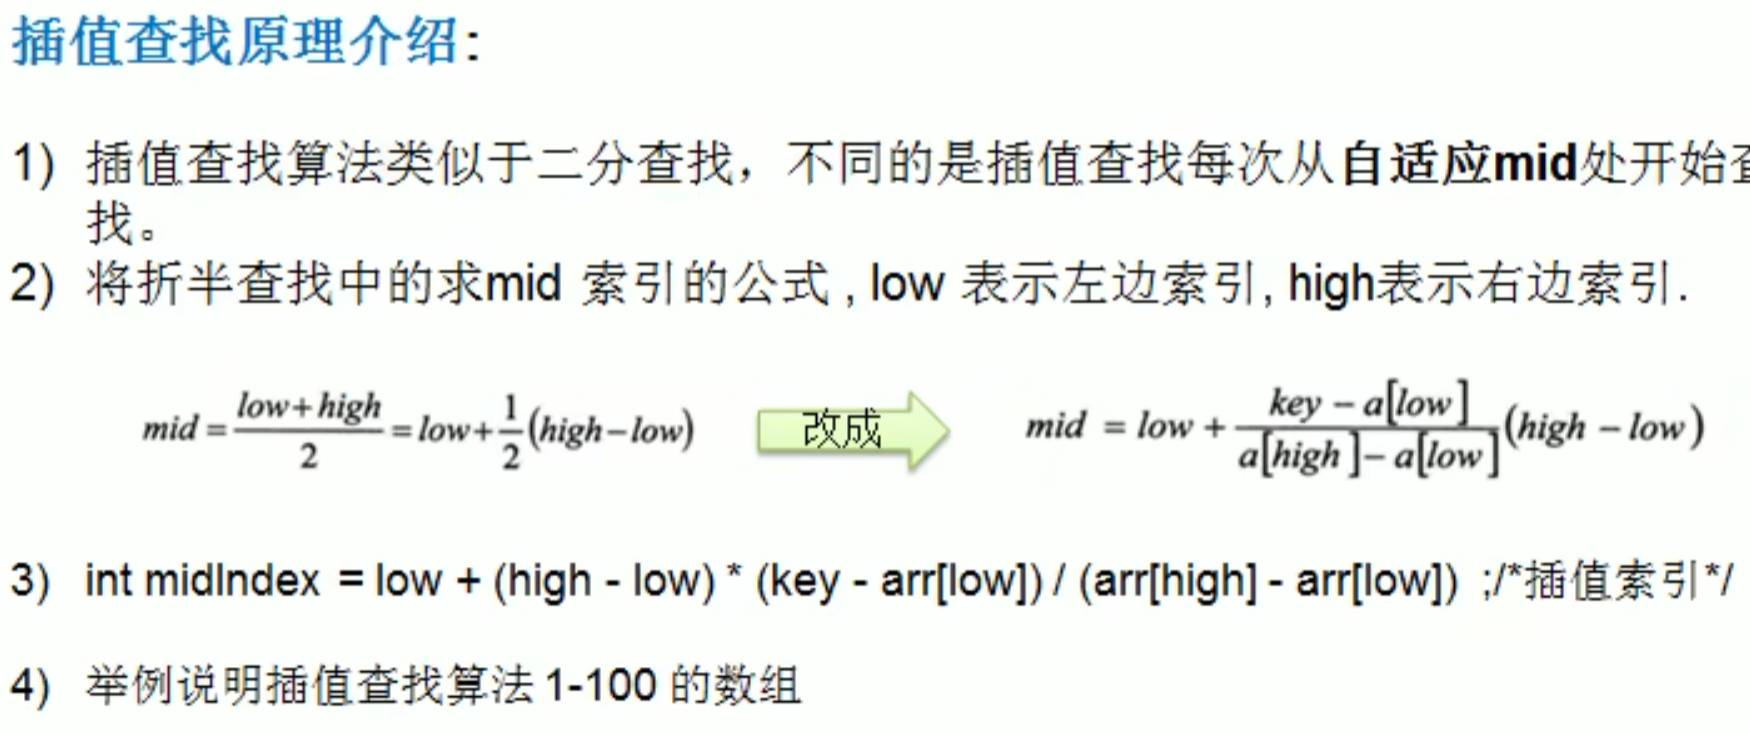 插值查找原理介绍:
1) 插值查找算法类似于二分查找，不同的是插值查找每次从自适应mid处开始查
找。
2) 将折半查找中的求mid 索引的公式 , low 表示左边索引, high表示右边索引.
mid = (low+high)/2 = low+1/2(high−low) 改成 mid = low + (key − a[low])/(a[high]−a[low])(high − low)
3) int midIndex = low + (high - low) * (key - arr[low]) / (arr[high] - arr[low]) ;/*插值索引*/
4) 举例说明插值查找算法 1-100 的数组